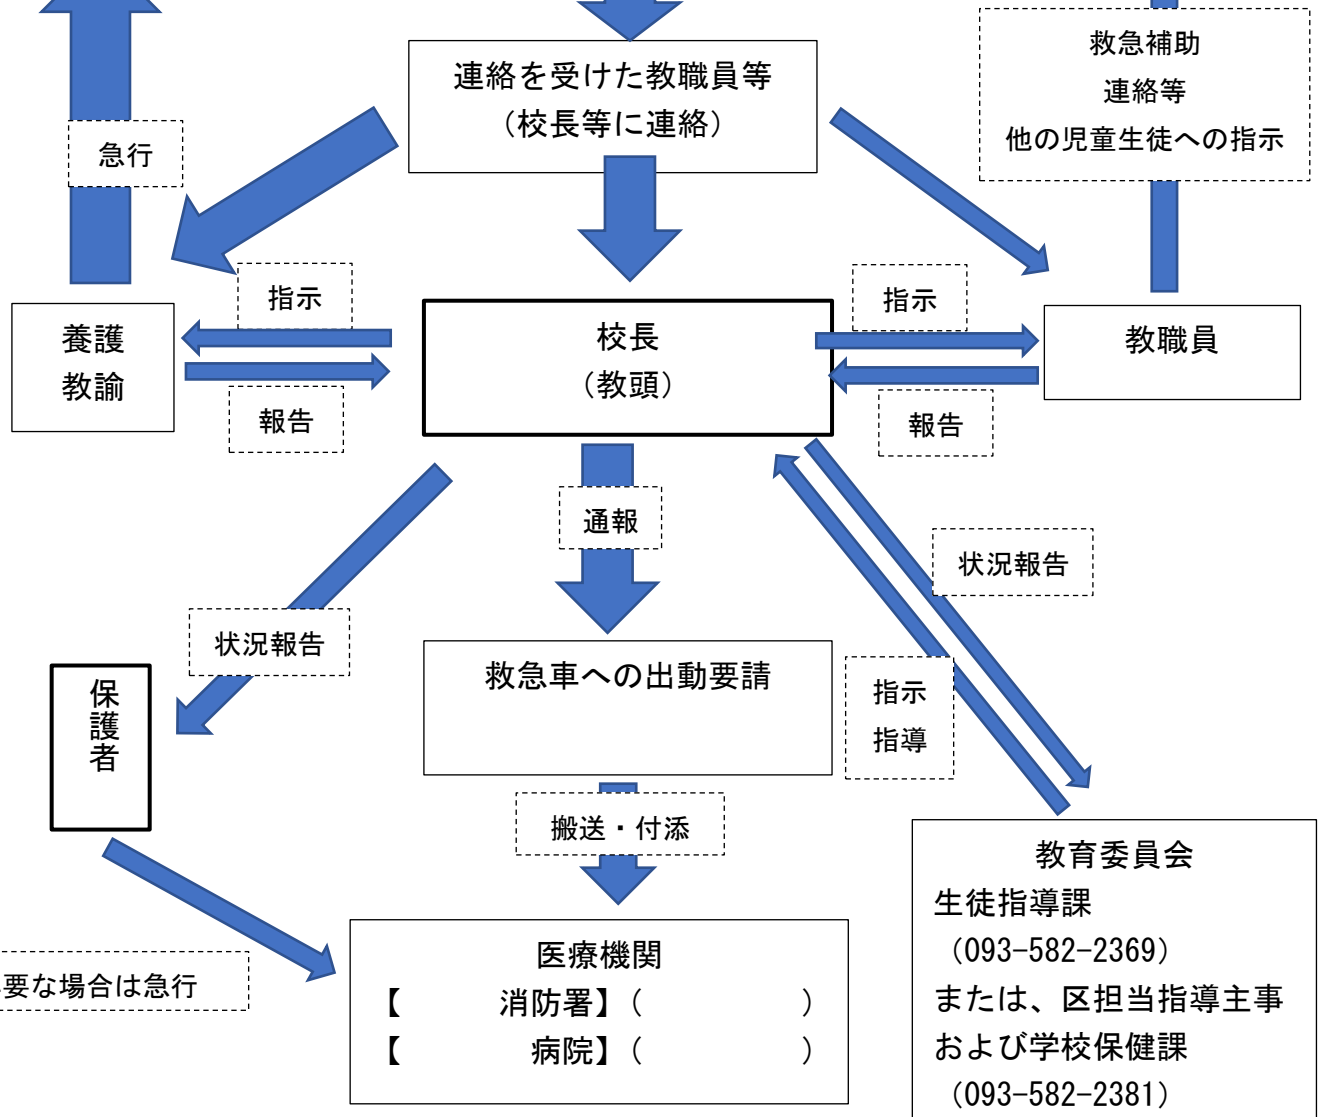 救急補助
連絡等
他の児童生徒への指示
連絡を受けた教職員等
（校長等に連絡）
急行
指示
指示
養護
教諭
校長
（教頭）
教職員
報告
報告
通報
状況報告
状況報告
保護者
救急車への出動要請
指示
指導
搬送・付添
教育委員会
生徒指導課
（093-582-2369）
または、区担当指導主事
および学校保健課
（093-582-2381）
要な場合は急行
医療機関
【　　　消防署】（　　　　　）
【　　　　病院】（　　　　　）